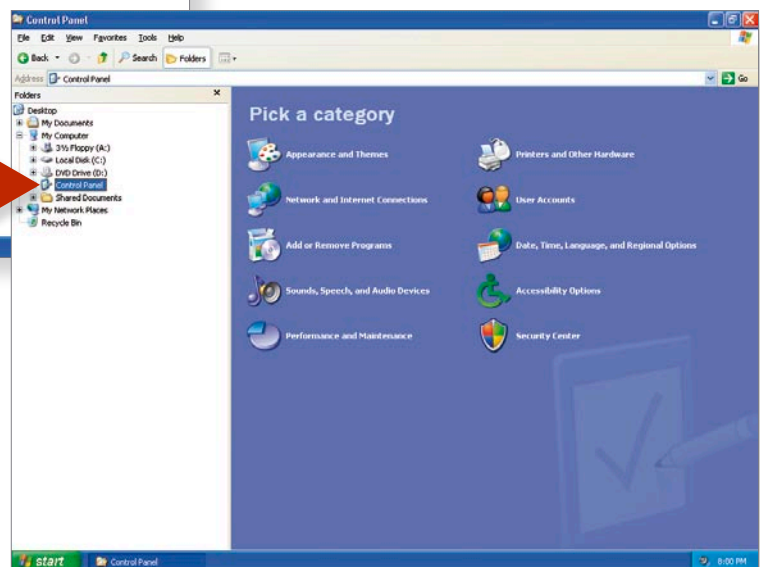 Control Panel
File Edit View Favorites Tools Help
Back Search Folders
Address Control Panel Go
Folders
Desktop
My Documents
My Computer
3½ Floppy (A:)
Local Disk (C:)
DVD Drive (D:)
Control Panel
Shared Documents
My Network Places
Recycle Bin
Pick a category
Appearance and Themes
Printers and Other Hardware
Network and Internet Connections
User Accounts
Add or Remove Programs
Date, Time, Language, and Regional Options
Sounds, Speech, and Audio Devices
Accessibility Options
Performance and Maintenance
Security Center
start Control Panel 8:00 PM